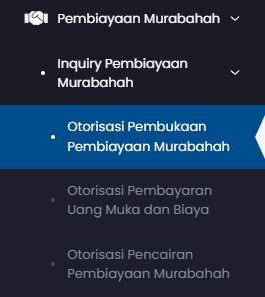 Pembiayaan Murabahah
Inquiry Pembiayaan
Murabahah
Otorisasi Pembukaan
Pembiayaan Murabahah
Otorisasi Pembayaran
Uang Muka dan Biaya
Otorisasi Pencairan
Pembiayaan Murabahah